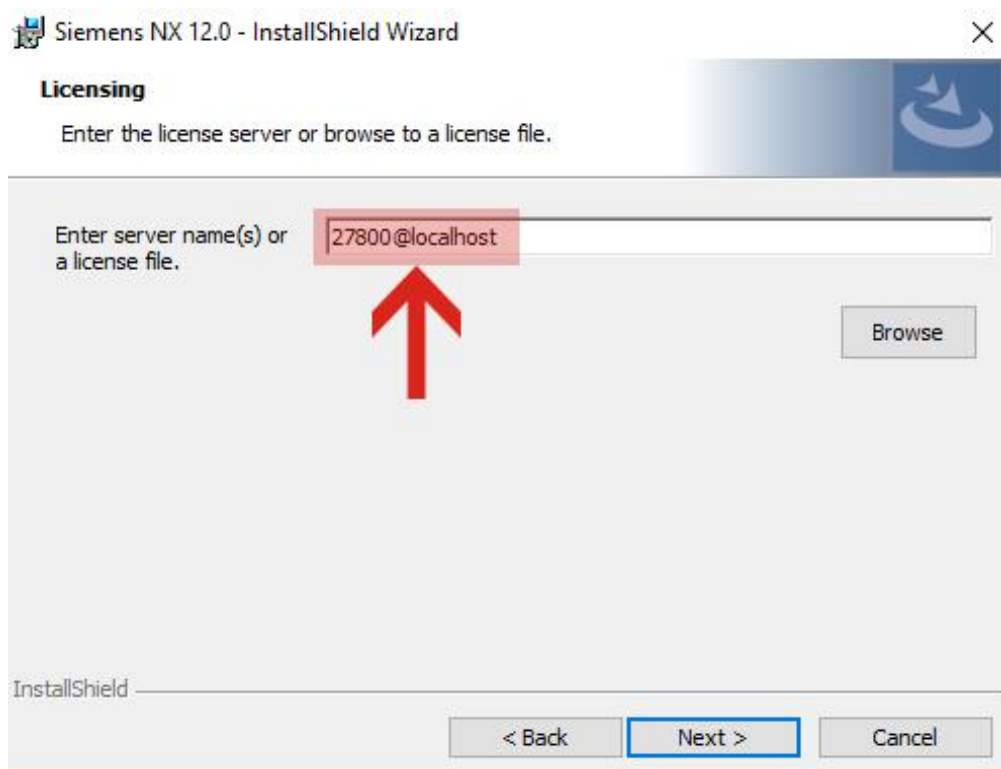 Siemens NX 12.0 - InstallShield Wizard
Licensing
Enter the license server or browse to a license file.
Enter server name(s) or
a license file.
27800@localhost
Browse
InstallShield
< Back
Next >
Cancel